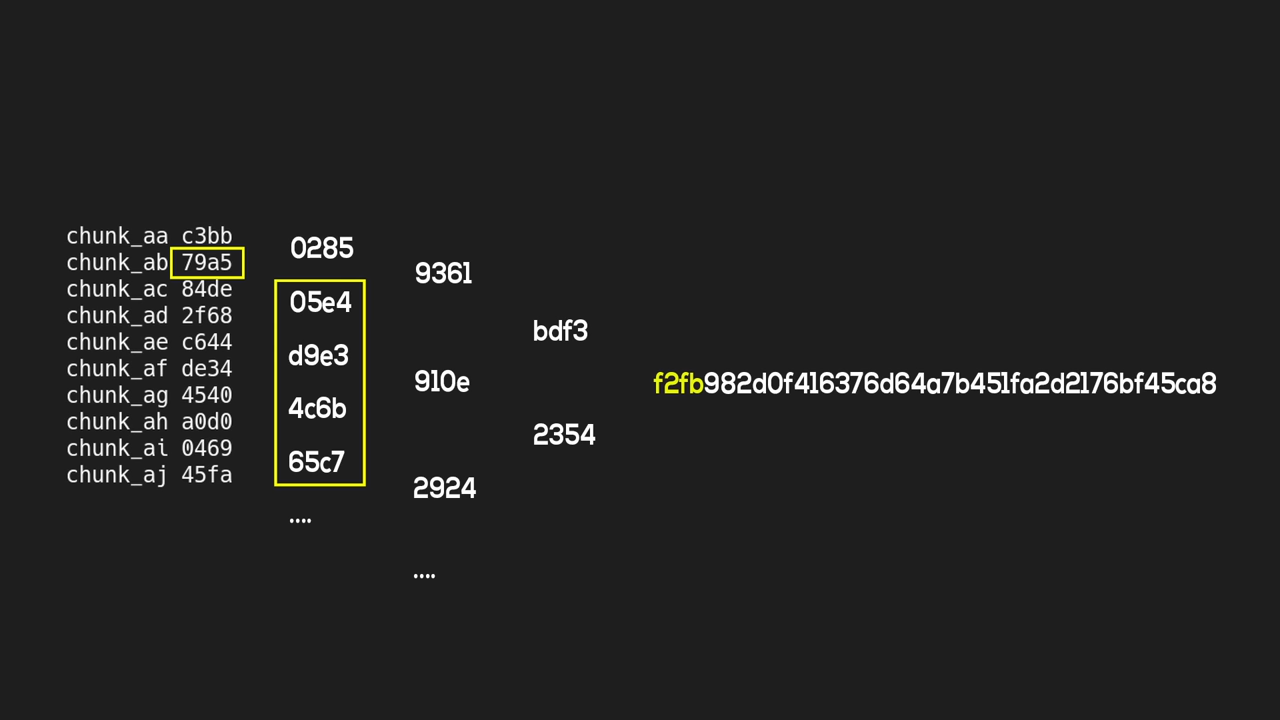 chunk_aa c3bb
chunk_ab 79a5
chunk_ac 84de
chunk_ad 2f68
chunk_ae c644
chunk_af de34
chunk_ag 4540
chunk_ah a0d0
chunk_ai 0469
chunk_aj 45fa
0285
05e4
d9e3
4c6b
65c7
....
9361
910e
2924
....
bdf3
2354
f2fb982d0f416376d64a7b451fa2d2176bf45ca8